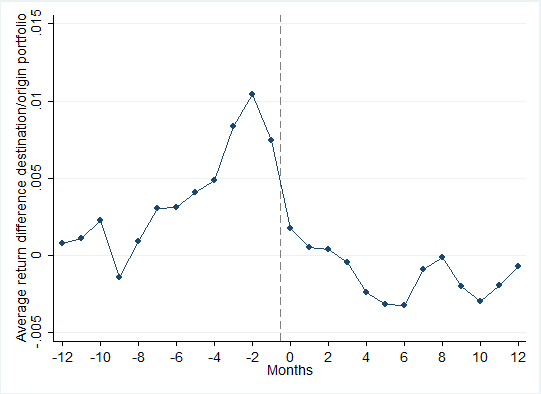 Average return difference destination/origin portfolio
.015
.01
.005
0
-.005
-12 -10 -8 -6 -4 -2 0 2 4 6 8 10 12
Months